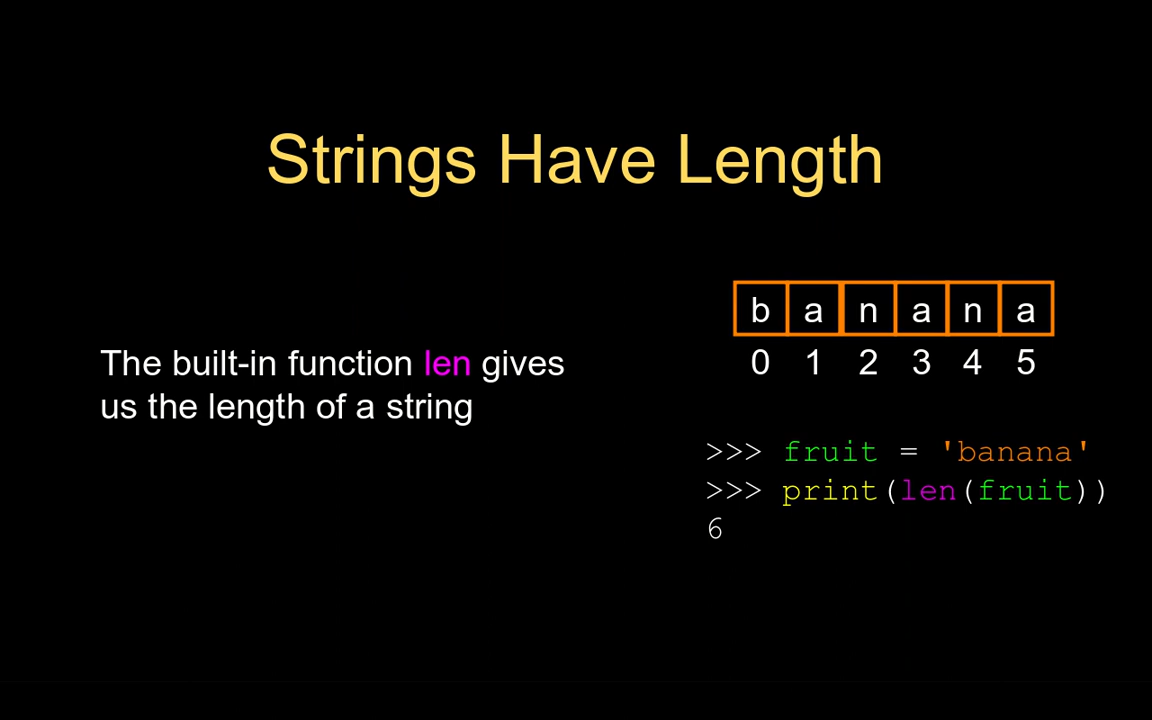 Strings Have Length
The built-in function len gives
us the length of a string
b a n a n a
0 1 2 3 4 5
>>> fruit = 'banana'
>>> print(len(fruit))
6